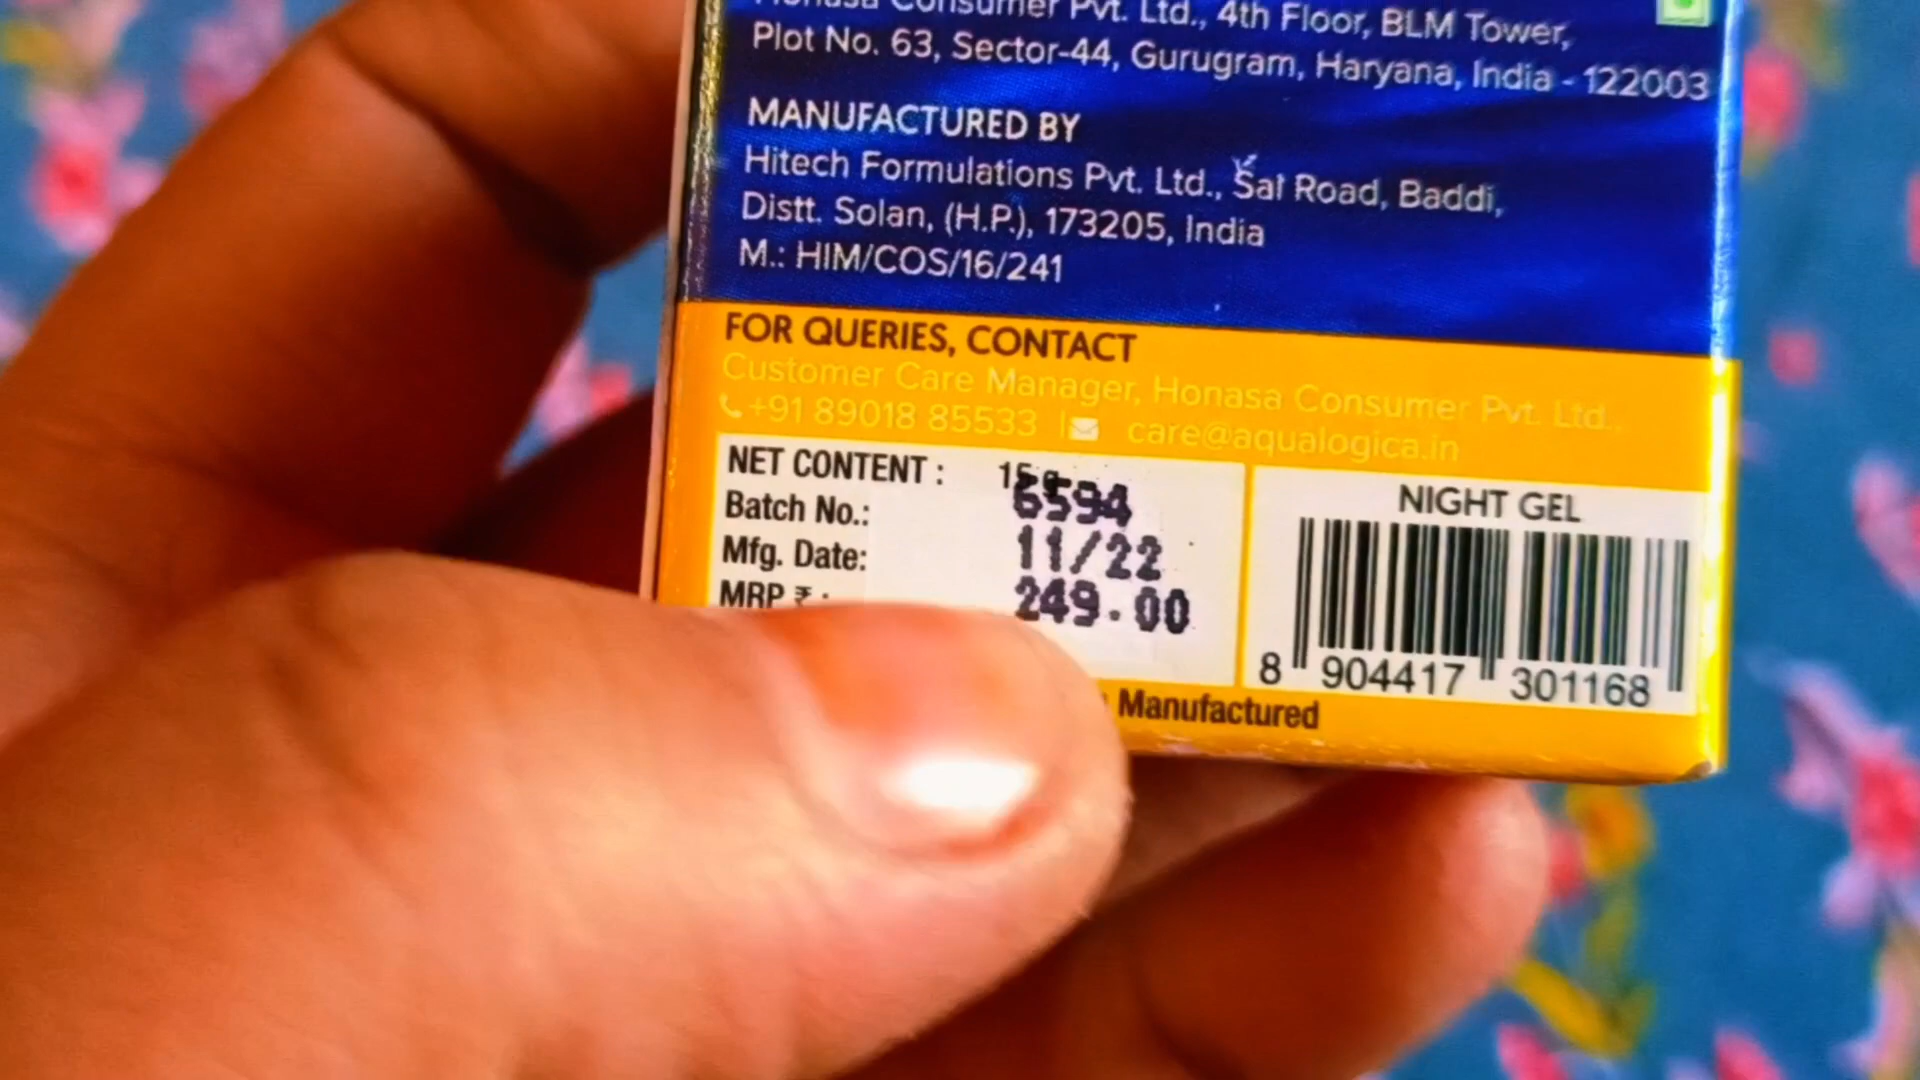 Honasa Consumer Pvt. Ltd., 4th Floor, BLM Tower,
Plot No. 63, Sector-44, Gurugram, Haryana, India - 122003
MANUFACTURED BY
Hitech Formulations Pvt. Ltd., Sai Road, Baddi,
Distt. Solan, (H.P.), 173205, India
M.: HIM/COS/16/241
FOR QUERIES, CONTACT
Customer Care Manager, Honasa Consumer Pvt. Ltd.,
+91 89018 85533 | care@aqualogica.in
NET CONTENT : 15 g
Batch No.: 6594
Mfg. Date: 11/22
MRP ₹ : 249.00
Manufactured
NIGHT GEL
8 904417 301168